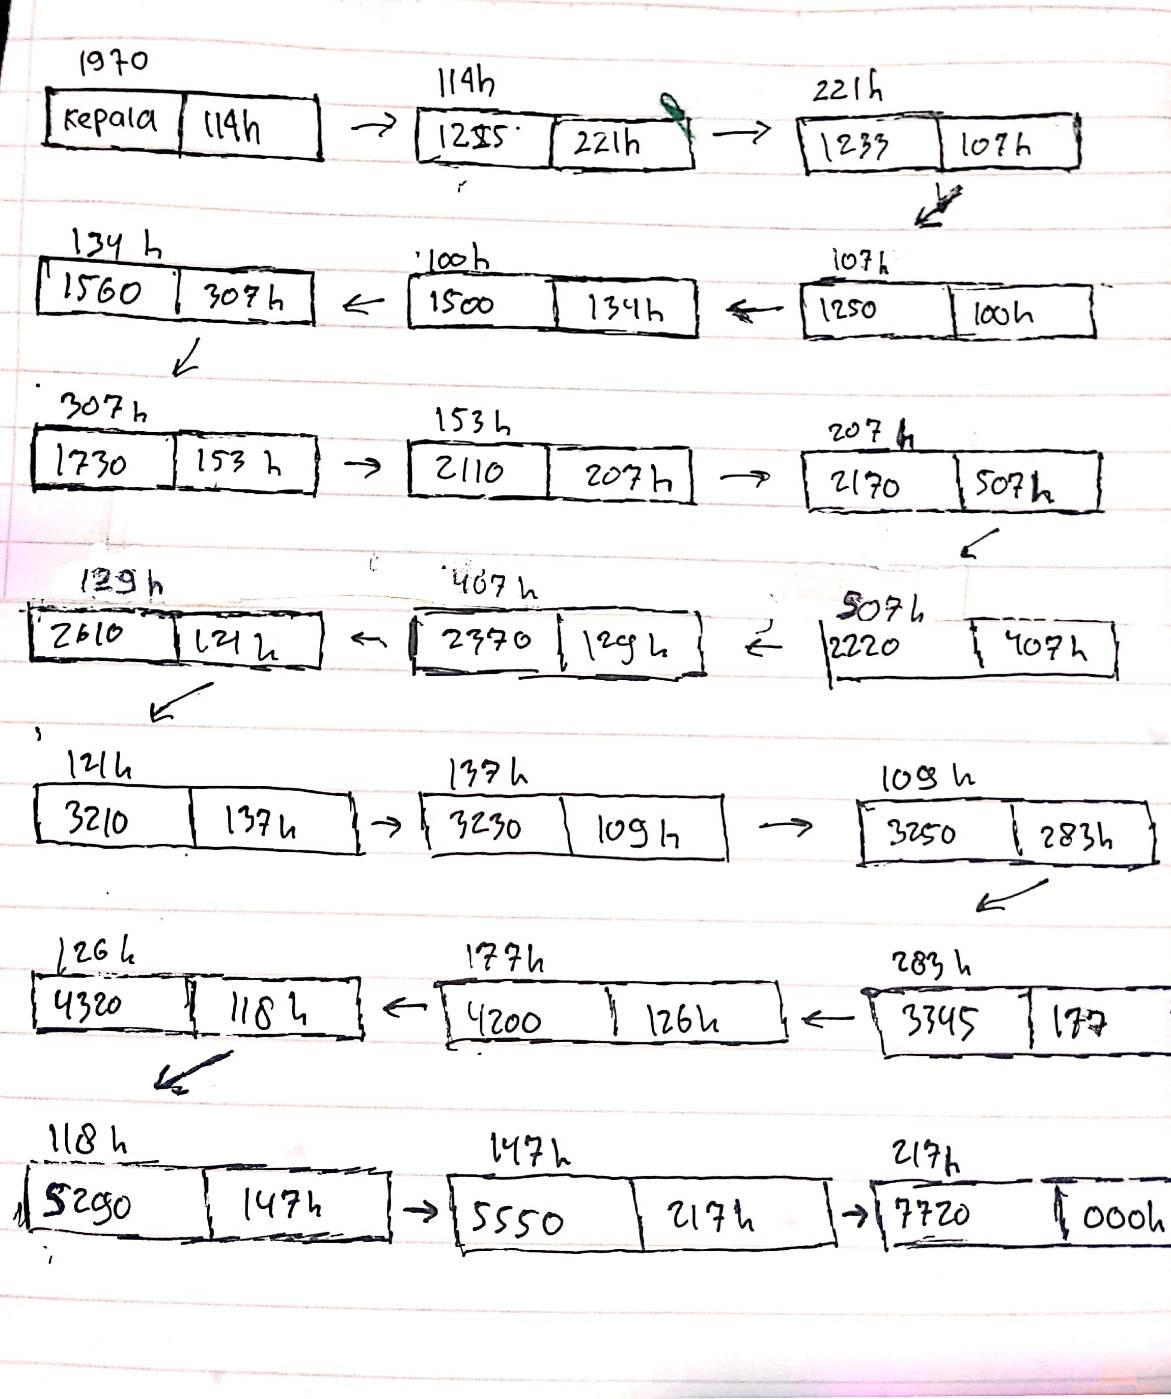 1970 114h 221h
Kepala 114h → 221h → 1233 107h
134h 100h 107h
1560 307h ← 1500 134h ← 1250 100h
307h 153h 207h
1730 153h → 2110 207h → 2170 507h
129h 407h 507h
2610 121h ← 2370 129h ← 2220 407h
121h 137h 109h
3210 137h → 3230 109h → 3250 283h
126h 177h 283h
4320 118h ← 4200 126h ← 3345 177
118h 147h 217h
5290 147h → 5550 217h → 7720 000h